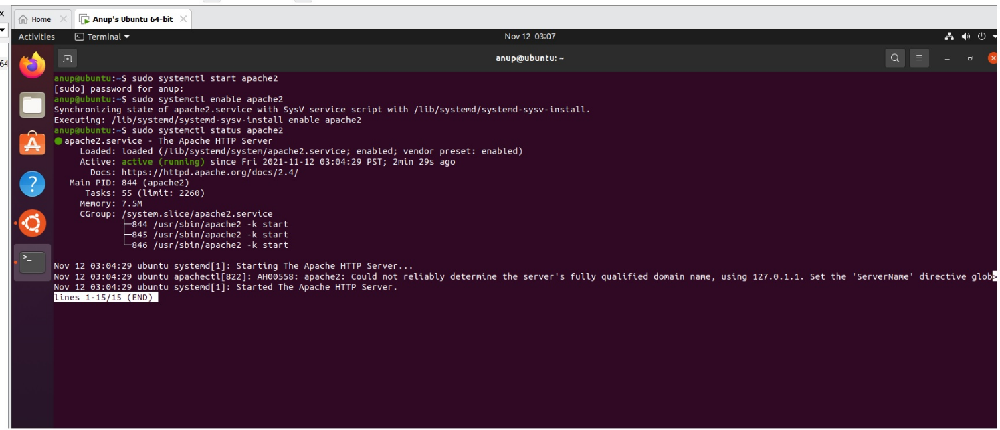 Home
Anup's Ubuntu 64-bit
Activities
Terminal
Nov 12 03:07
64
anup@ubuntu: ~
anup@ubuntu:~$ sudo systemctl start apache2
[sudo] password for anup:
anup@ubuntu:~$ sudo systemctl enable apache2
Synchronizing state of apache2.service with SysV service script with /lib/systemd/systemd-sysv-install.
Executing: /lib/systemd/systemd-sysv-install enable apache2
anup@ubuntu:~$ sudo systemctl status apache2
● apache2.service - The Apache HTTP Server
Loaded: loaded (/lib/systemd/system/apache2.service; enabled; vendor preset: enabled)
Active: active (running) since Fri 2021-11-12 03:04:29 PST; 2min 29s ago
Docs: https://httpd.apache.org/docs/2.4/
Main PID: 844 (apache2)
Tasks: 55 (limit: 2260)
Memory: 7.5M
CGroup: /system.slice/apache2.service
├─844 /usr/sbin/apache2 -k start
├─845 /usr/sbin/apache2 -k start
└─846 /usr/sbin/apache2 -k start
Nov 12 03:04:29 ubuntu systemd[1]: Starting The Apache HTTP Server...
Nov 12 03:04:29 ubuntu apachectl[822]: AH00558: apache2: Could not reliably determine the server's fully qualified domain name, using 127.0.1.1. Set the 'ServerName' directive glob>
Nov 12 03:04:29 ubuntu systemd[1]: Started The Apache HTTP Server.
lines 1-15/15 (END)